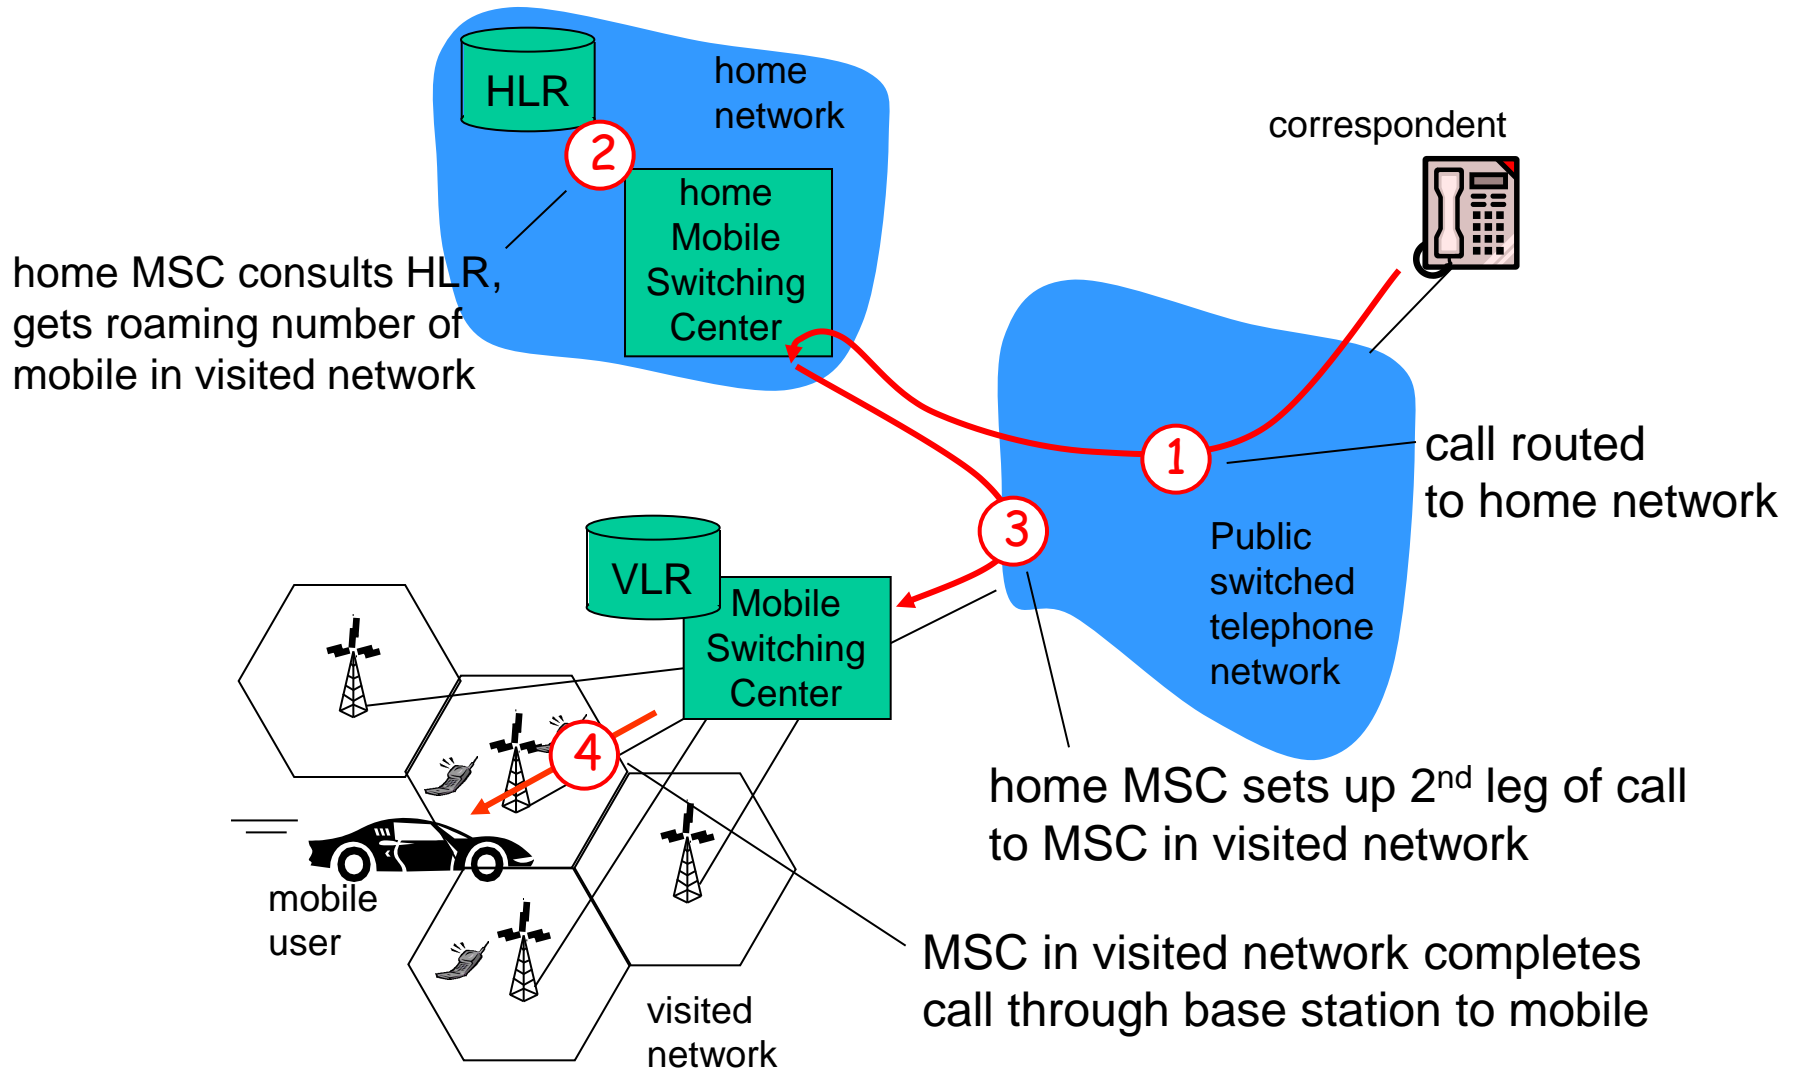 HLR
home
network
2
home
Mobile
Switching
Center
correspondent
home MSC consults HLR,
gets roaming number of
mobile in visited network
1
call routed
to home network
3
Public
switched
telephone
network
VLR
Mobile
Switching
Center
4
home MSC sets up 2nd leg of call
to MSC in visited network
mobile
user
MSC in visited network completes
call through base station to mobile
visited
network